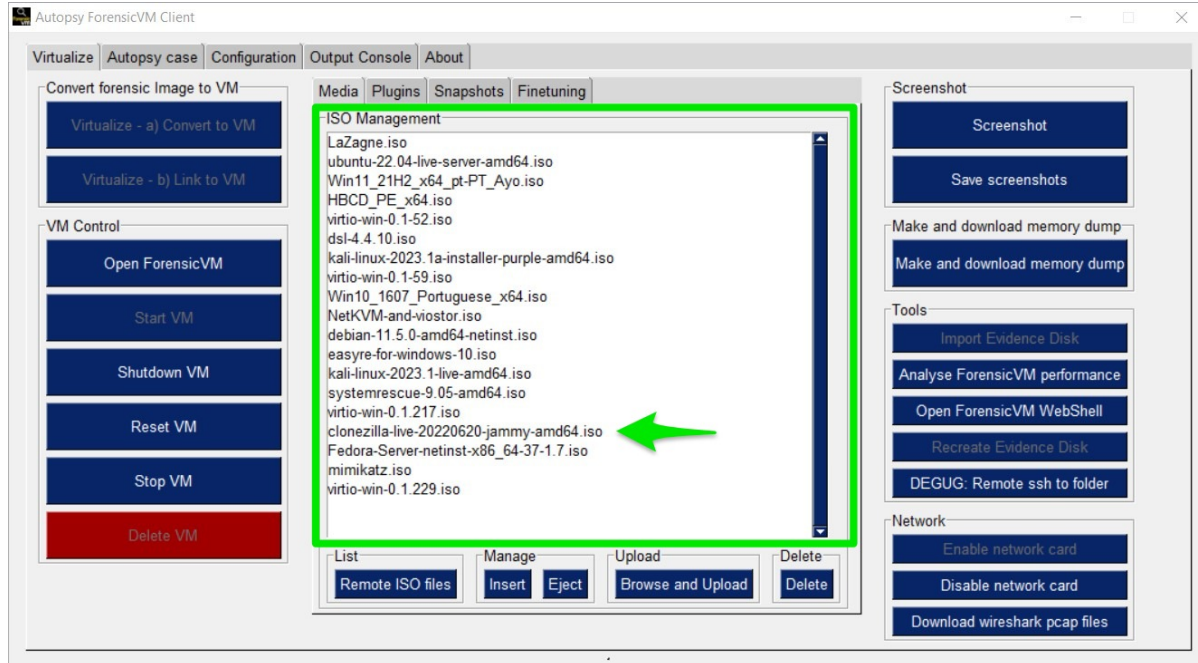 Autopsy ForensicVM Client
Virtualize Autopsy case Configuration Output Console About
Convert forensic Image to VM
Virtualize - a) Convert to VM
Virtualize - b) Link to VM
VM Control
Open ForensicVM
Start VM
Shutdown VM
Reset VM
Stop VM
Delete VM
Media Plugins Snapshots Finetuning
ISO Management
LaZagne.iso
ubuntu-22.04-live-server-amd64.iso
Win11_21H2_x64_pt-PT_Ayo.iso
HBCD_PE_x64.iso
virtio-win-0.1-52.iso
dsl-4.4.10.iso
kali-linux-2023.1a-installer-purple-amd64.iso
virtio-win-0.1-59.iso
Win10_1607_Portuguese_x64.iso
NetKVM-and-viostor.iso
debian-11.5.0-amd64-netinst.iso
easyre-for-windows-10.iso
kali-linux-2023.1-live-amd64.iso
systemrescue-9.05-amd64.iso
virtio-win-0.1.217.iso
clonezilla-live-20220620-jammy-amd64.iso
Fedora-Server-netinst-x86_64-37-1.7.iso
mimikatz.iso
virtio-win-0.1.229.iso
List Manage Upload Delete
Remote ISO files Insert Eject Browse and Upload Delete
Screenshot
Screenshot
Save screenshots
Make and download memory dump
Make and download memory dump
Tools
Import Evidence Disk
Analyse ForensicVM performance
Open ForensicVM WebShell
Recreate Evidence Disk
DEGUG: Remote ssh to folder
Network
Enable network card
Disable network card
Download wireshark pcap files